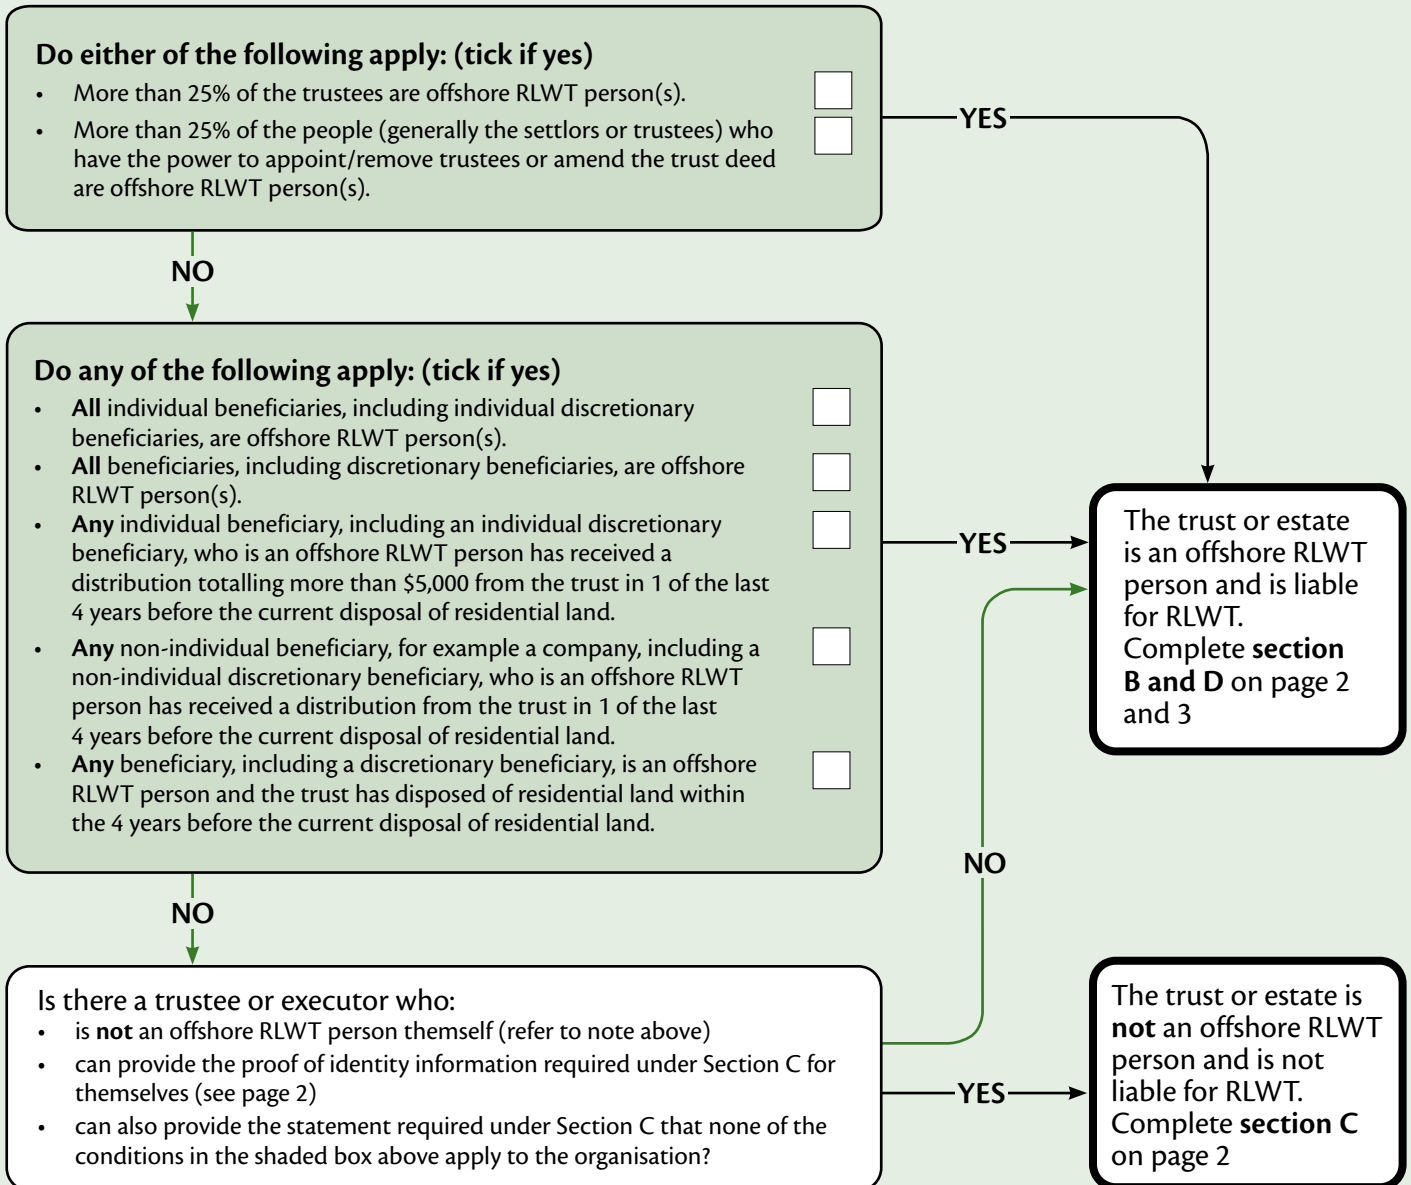 Do either of the following apply: (tick if yes)
• More than 25% of the trustees are offshore RLWT person(s).
• More than 25% of the people (generally the settlors or trustees) who
have the power to appoint/remove trustees or amend the trust deed
are offshore RLWT person(s).
YES
NO
Do any of the following apply: (tick if yes)
• All individual beneficiaries, including individual discretionary
beneficiaries, are offshore RLWT person(s).
• All beneficiaries, including discretionary beneficiaries, are offshore
RLWT person(s).
• Any individual beneficiary, including an individual discretionary
beneficiary, who is an offshore RLWT person has received a
distribution totalling more than $5,000 from the trust in 1 of the last
4 years before the current disposal of residential land.
• Any non-individual beneficiary, for example a company, including a
non-individual discretionary beneficiary, who is an offshore RLWT
person has received a distribution from the trust in 1 of the last
4 years before the current disposal of residential land.
• Any beneficiary, including a discretionary beneficiary, is an offshore
RLWT person and the trust has disposed of residential land within
the 4 years before the current disposal of residential land.
YES
The trust or estate
is an offshore RLWT
person and is liable
for RLWT.
Complete section
B and D on page 2
and 3
NO
NO
Is there a trustee or executor who:
• is not an offshore RLWT person themself (refer to note above)
• can provide the proof of identity information required under Section C for
themselves (see page 2)
• can also provide the statement required under Section C that none of the
conditions in the shaded box above apply to the organisation?
YES
The trust or estate is
not an offshore RLWT
person and is not
liable for RLWT.
Complete section C
on page 2